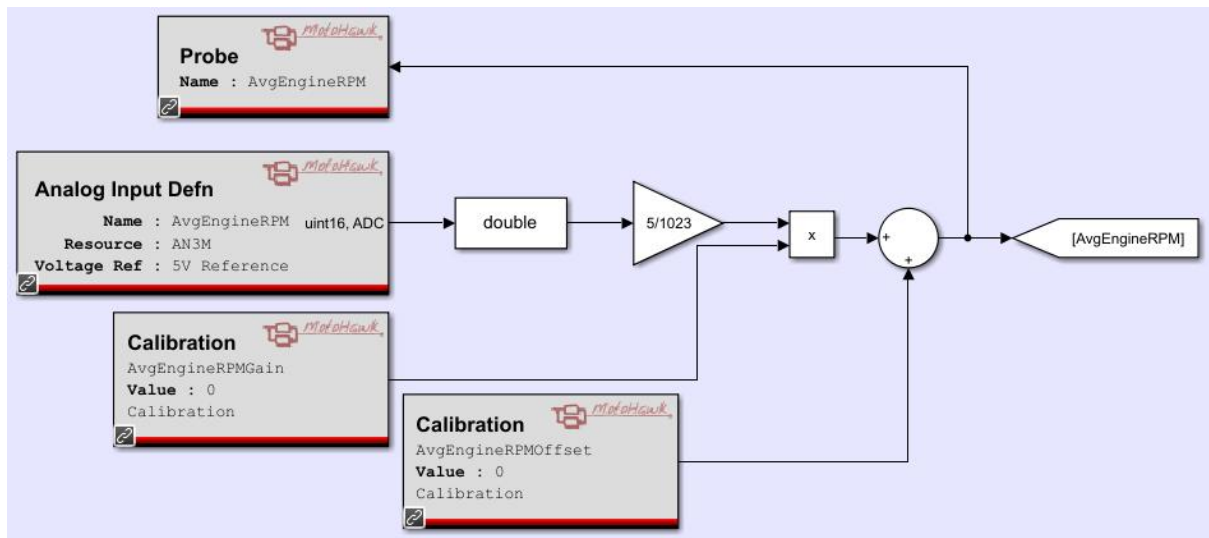 MotoHawk
Probe
Name : AvgEngineRPM
MotoHawk
Analog Input Defn
Name : AvgEngineRPM
Resource : AN3M
Voltage Ref : 5V Reference
uint16, ADC
double
5/1023
x
+
+
[AvgEngineRPM]
MotoHawk
Calibration
AvgEngineRPMGain
Value : 0
Calibration
MotoHawk
Calibration
AvgEngineRPMOffset
Value : 0
Calibration